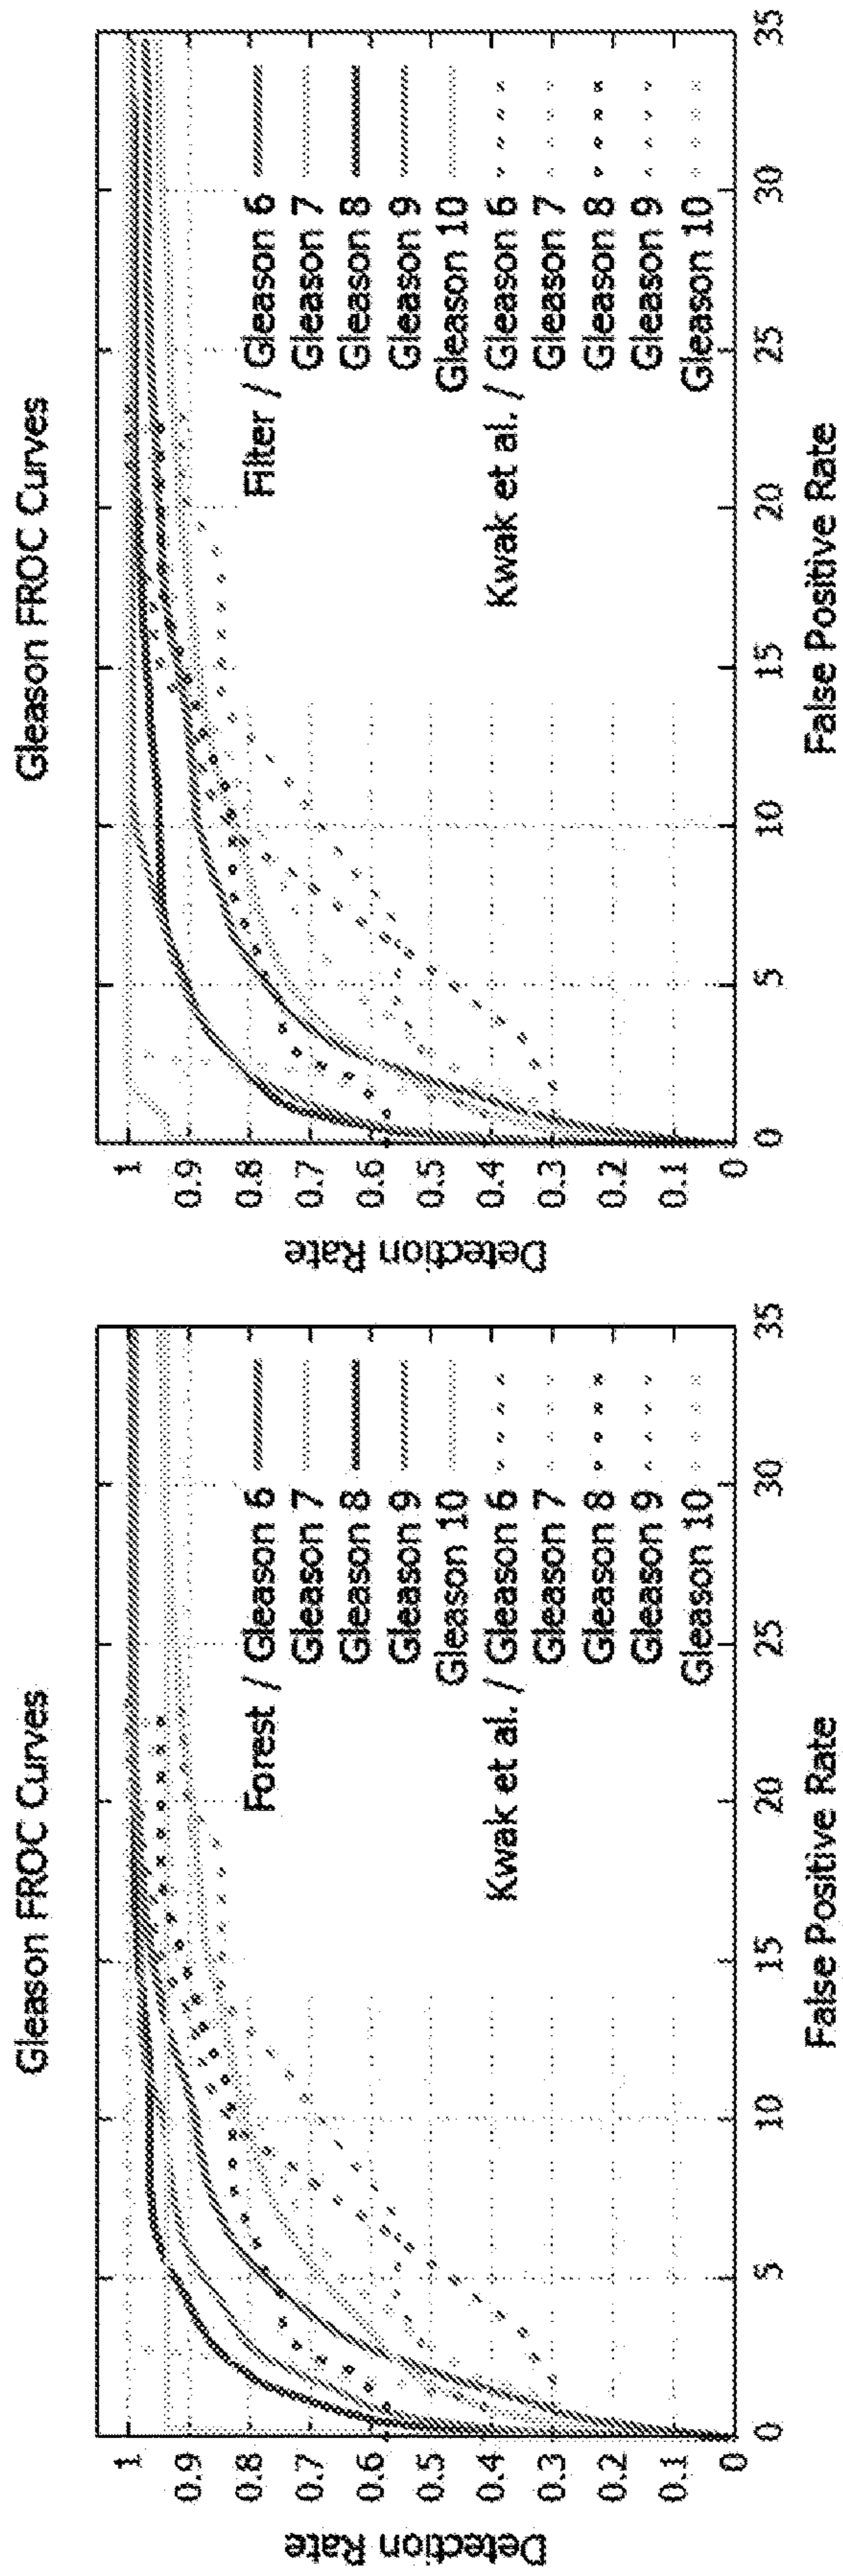 Gleason FROC Curves
Detection Rate
1
0.9
0.8
0.7
0.6
0.5
0.4
0.3
0.2
0.1
0
Forest / Gleason 6
Gleason 7
Gleason 8
Gleason 9
Gleason 10
Kwak et al. / Gleason 6
Gleason 7
Gleason 8
Gleason 9
Gleason 10
0 5 10 15 20 25 30 35
False Positive Rate
Gleason FROC Curves
Detection Rate
1
0.9
0.8
0.7
0.6
0.5
0.4
0.3
0.2
0.1
0
Filter / Gleason 6
Gleason 7
Gleason 8
Gleason 9
Gleason 10
Kwak et al. / Gleason 6
Gleason 7
Gleason 8
Gleason 9
Gleason 10
0 5 10 15 20 25 30 35
False Positive Rate